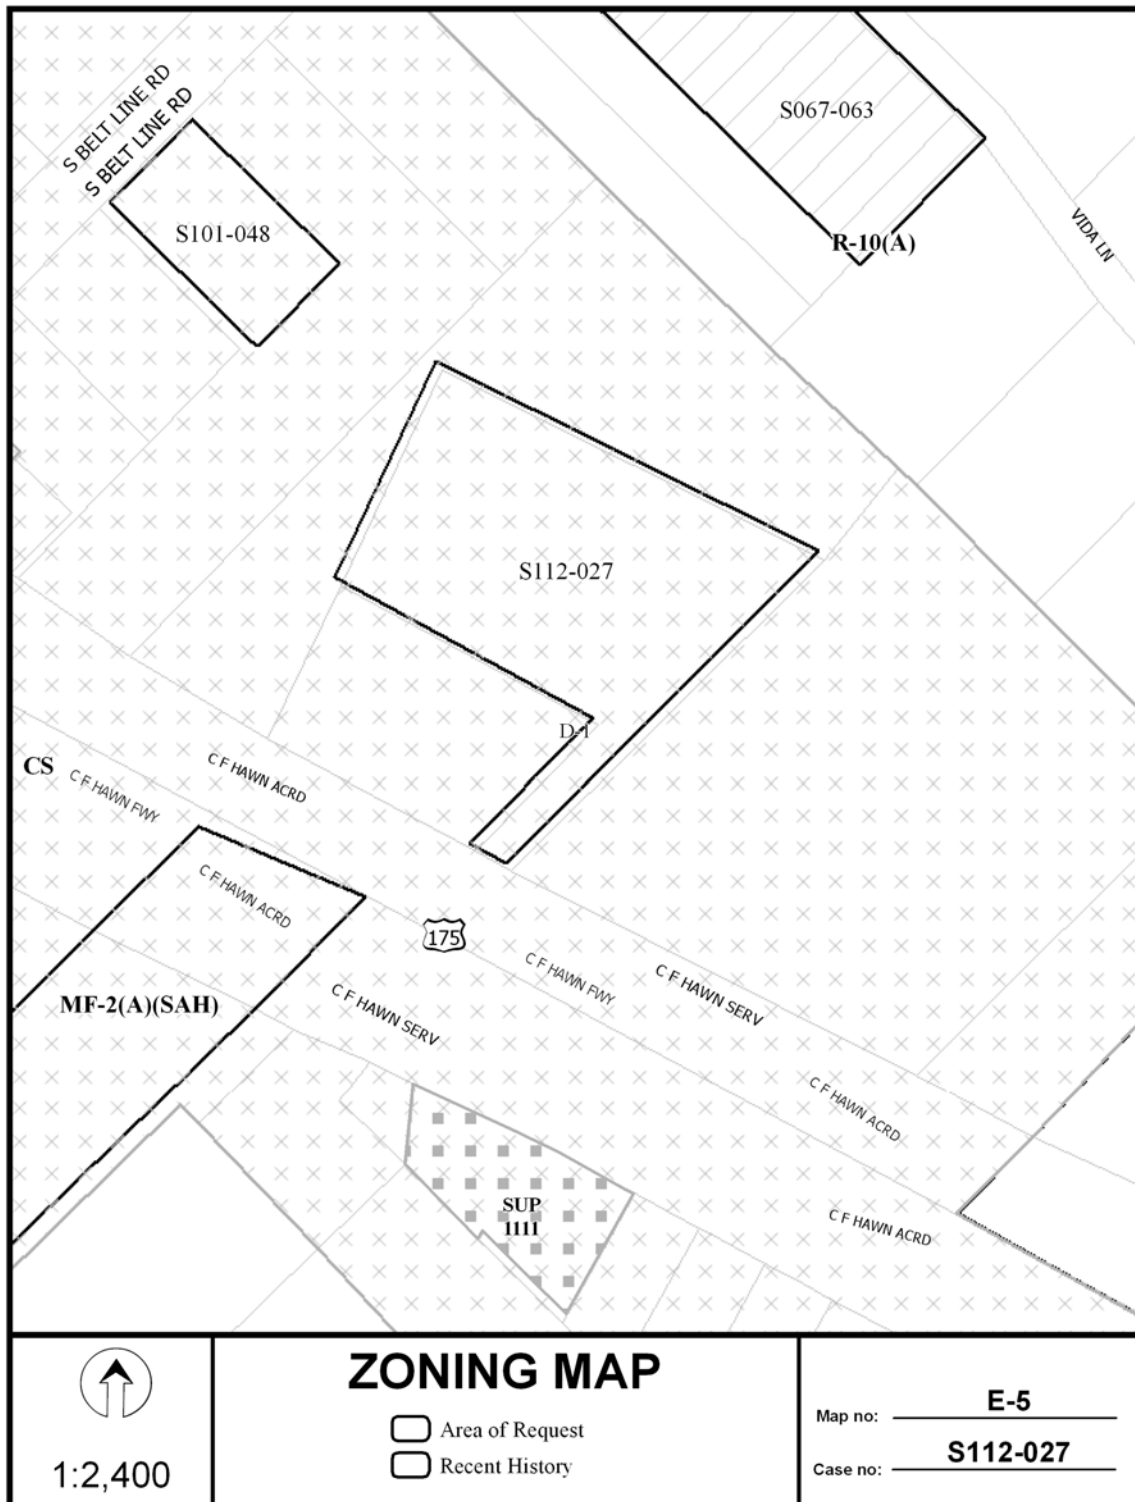 S BELT LINE RD
S BELT LINE RD
S067-063
S101-048
R-10(A)
VIDA LN
S112-027
D-1
CS
C F HAWN FWY
C F HAWN ACRD
C F HAWN ACRD
175
MF-2(A)(SAH)
C F HAWN SERV
C F HAWN FWY
C F HAWN SERV
C F HAWN ACRD
SUP
1111
C F HAWN ACRD
1:2,400
ZONING MAP
Area of Request
Recent History
Map no: E-5
Case no: S112-027